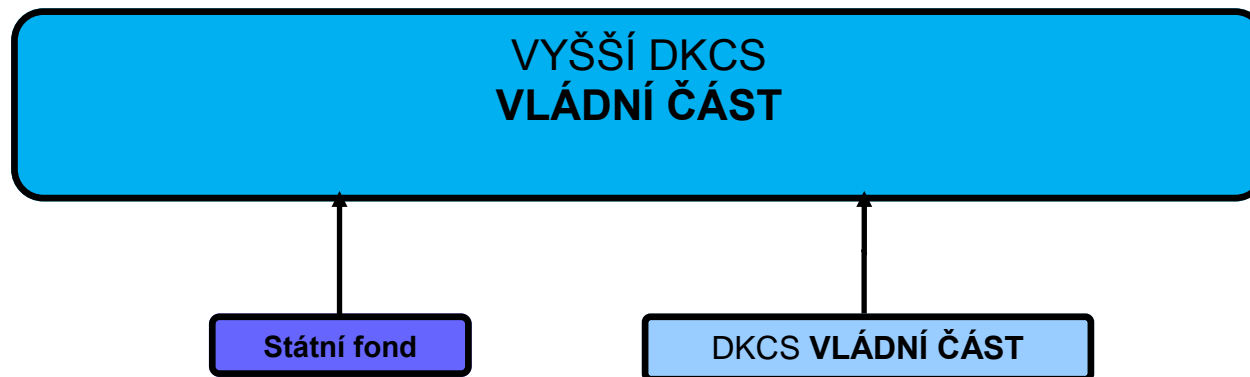 VYŠŠÍ DKCS
VLÁDNÍ ČÁST
Státní fond
DKCS VLÁDNÍ ČÁST